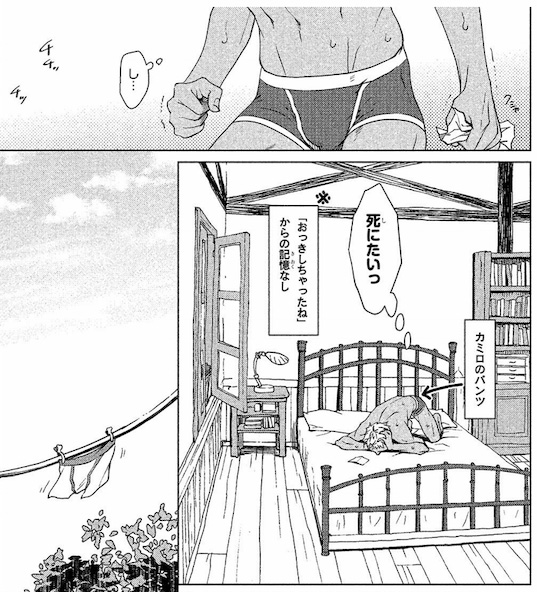 グシャ
し…
チチッ
チッ
死にたいっ
「おっきしちゃったね」
からの記憶なし
カミロのパンツ